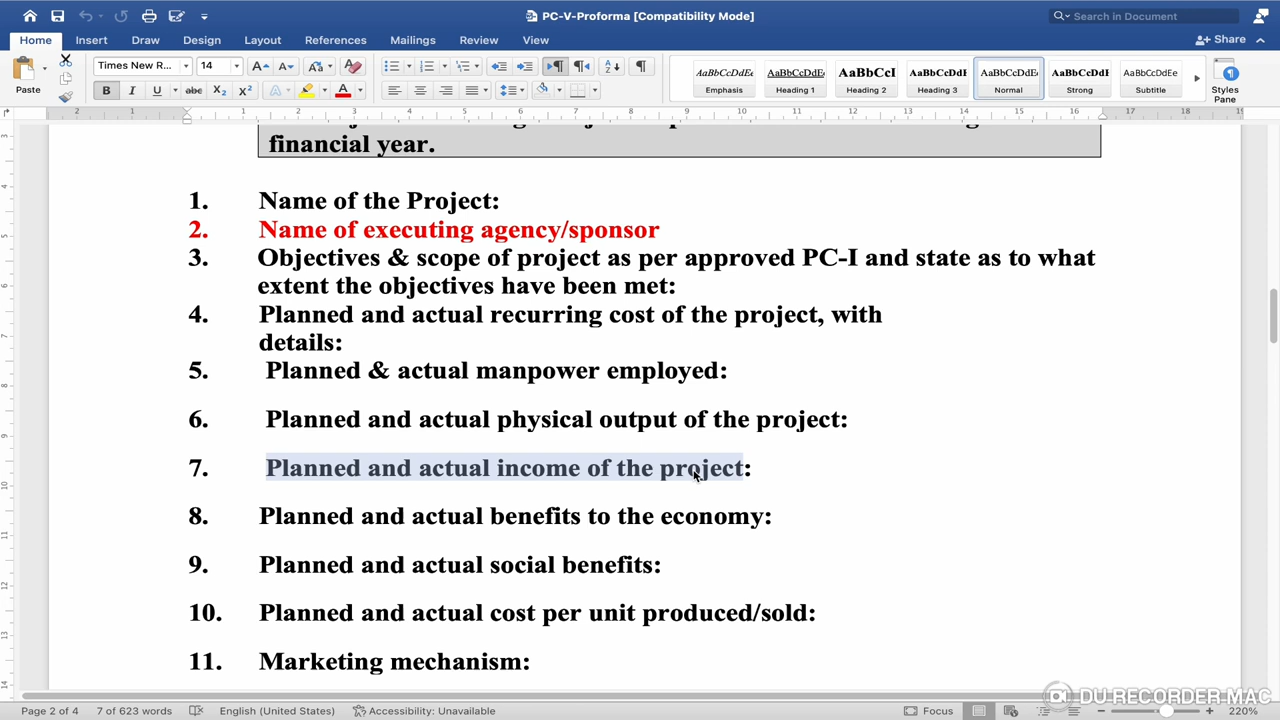 PC-V-Proforma [Compatibility Mode]
Search in Document
Home Insert Draw Design Layout References Mailings Review View
Share
Paste
Times New R...
14
AaBbCcDdEe
Emphasis
AaBbCcDdEe
Heading 1
AaBbCcI
Heading 2
AaBbCcDdE
Heading 3
AaBbCcDdEe
Normal
AaBbCcDdE
Strong
AaBbCcDdEe
Subtitle
Styles
Pane
financial year.
1. Name of the Project:
2. Name of executing agency/sponsor
3. Objectives & scope of project as per approved PC-I and state as to what
extent the objectives have been met:
4. Planned and actual recurring cost of the project, with
details:
5. Planned & actual manpower employed:
6. Planned and actual physical output of the project:
7. Planned and actual income of the project:
8. Planned and actual benefits to the economy:
9. Planned and actual social benefits:
10. Planned and actual cost per unit produced/sold:
11. Marketing mechanism:
DU RECORDER MAC
Page 2 of 4 7 of 623 words English (United States) Accessibility: Unavailable Focus 220%